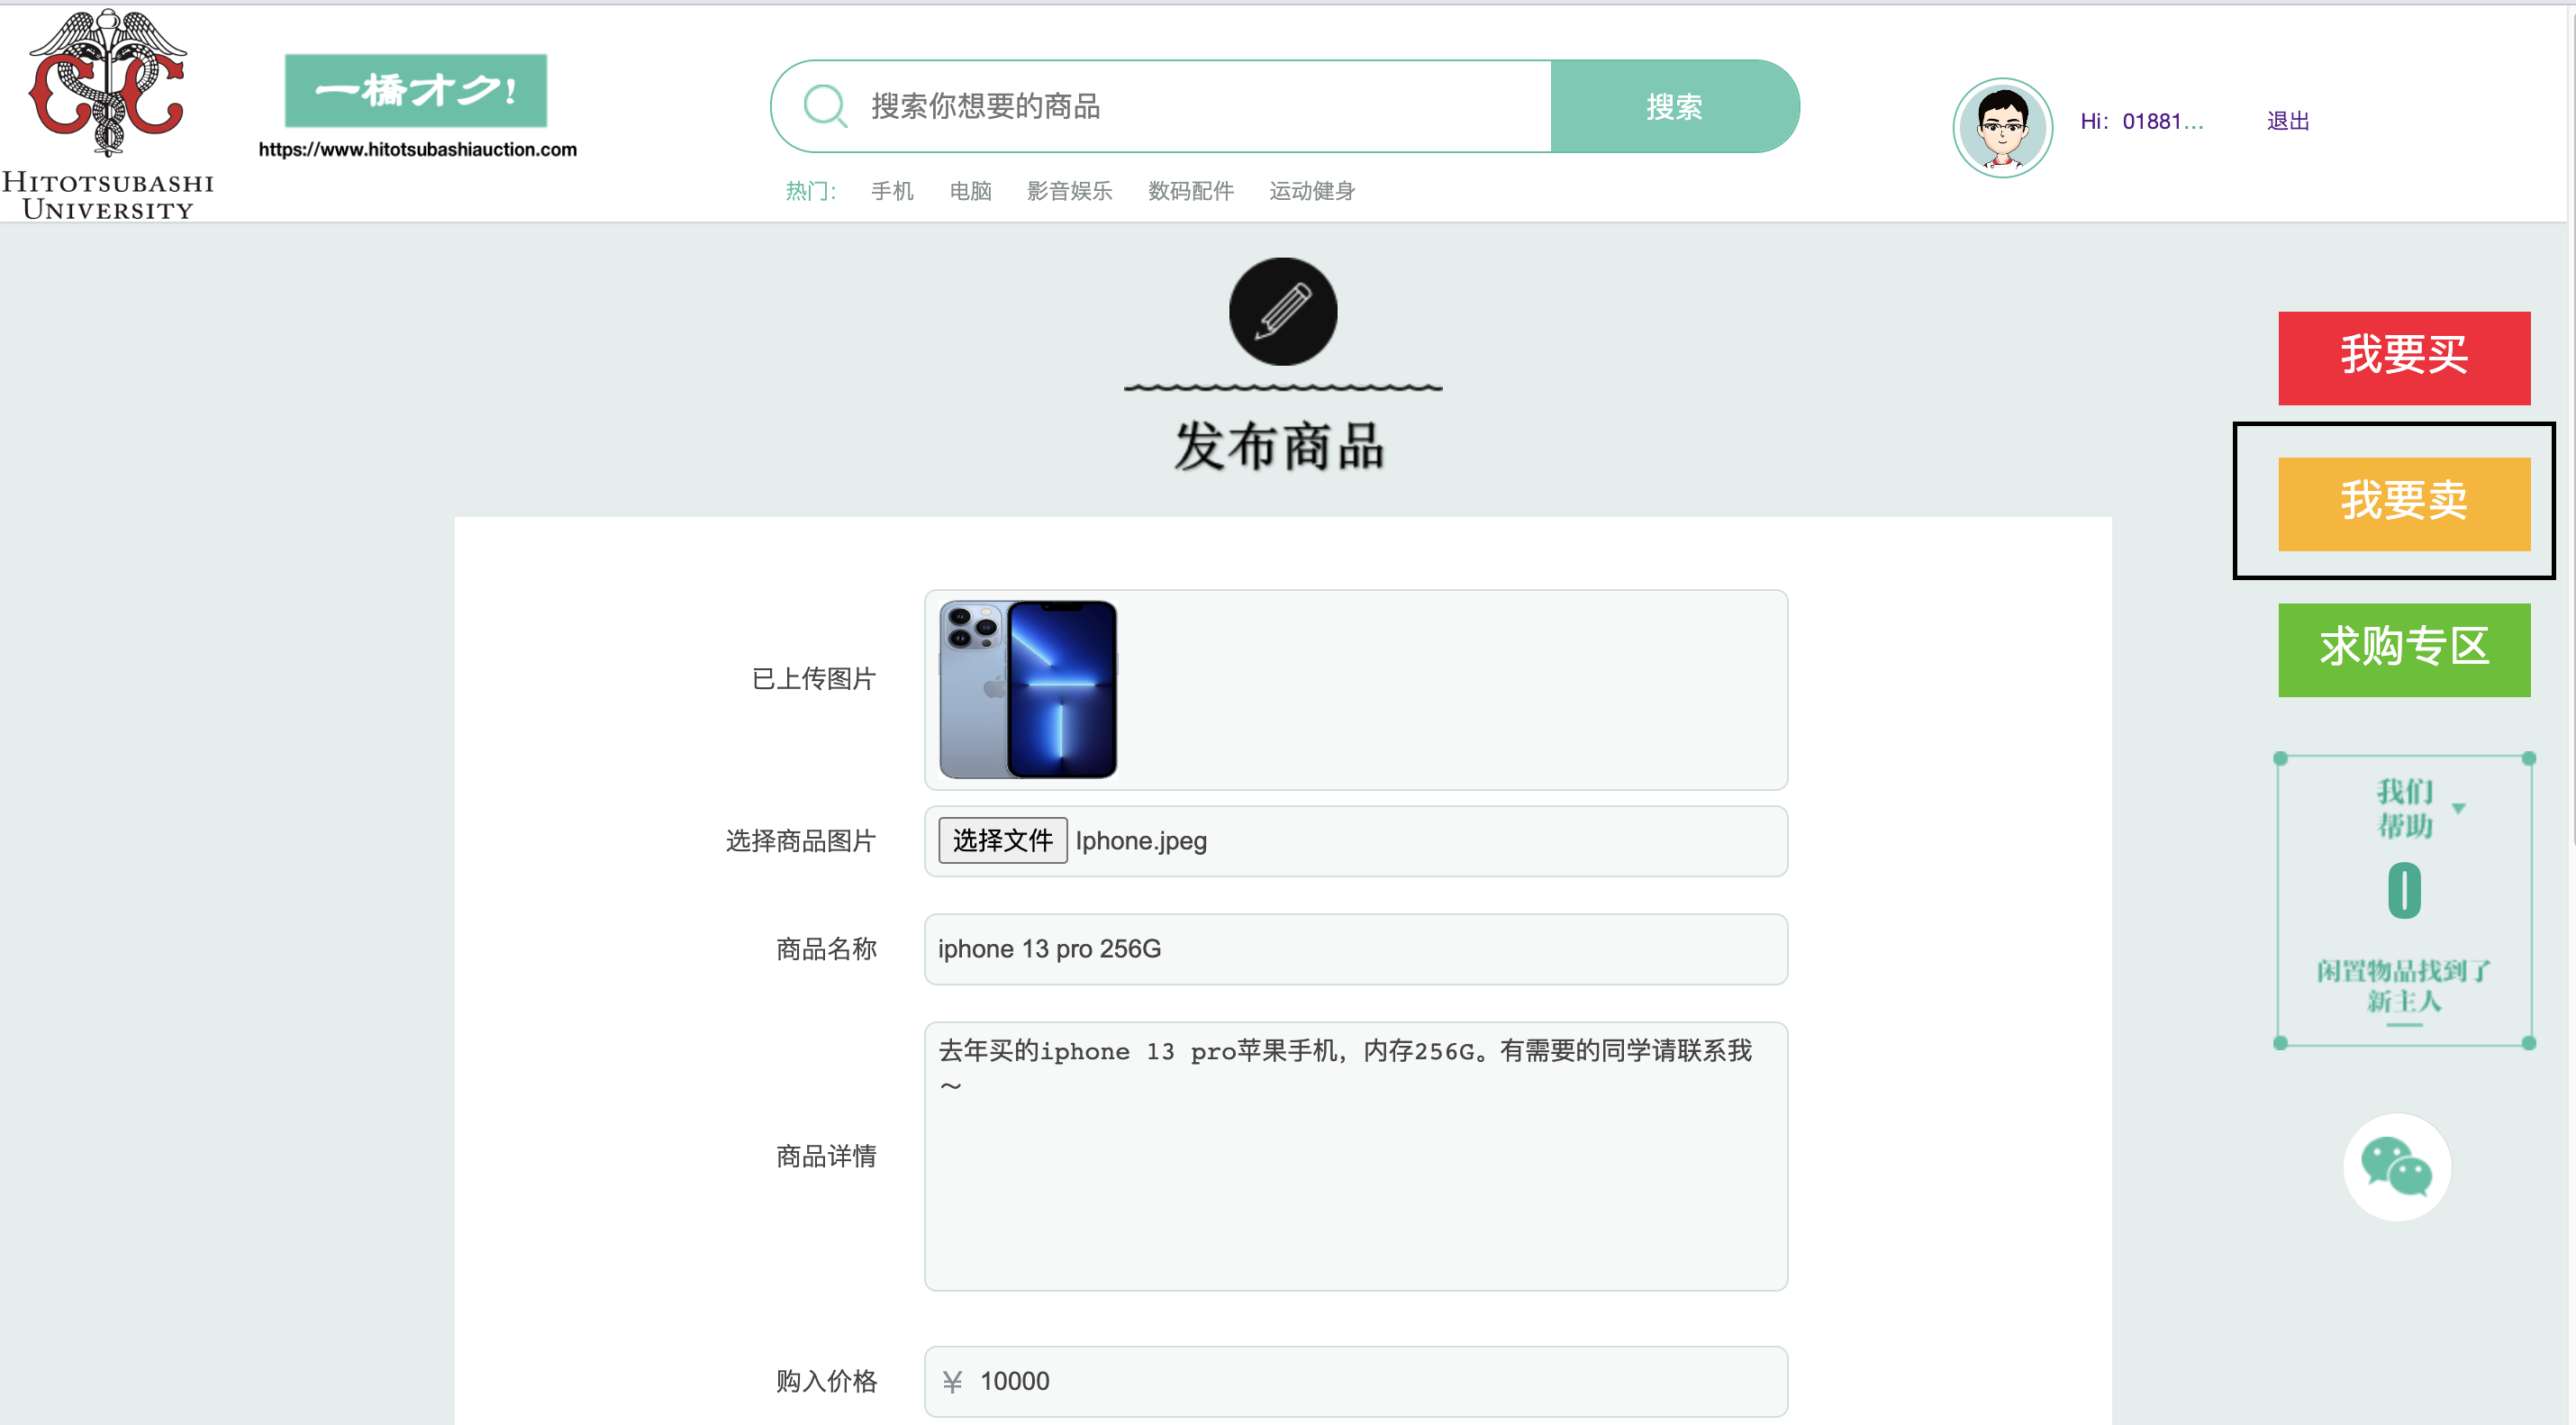 HITOTSUBASHI
UNIVERSITY
一橋オク!
https://www.hitotsubashiauction.com
搜索你想要的商品
搜索
热门：
手机
电脑
影音娱乐
数码配件
运动健身
Hi：01881...
退出
发布商品
我要买
我要卖
求购专区
已上传图片
选择商品图片
选择文件 Iphone.jpeg
商品名称
iphone 13 pro 256G
商品详情
去年买的iphone 13 pro苹果手机，内存256G。有需要的同学请联系我
～
购入价格
¥ 10000
我们
帮助
0
闲置物品找到了
新主人